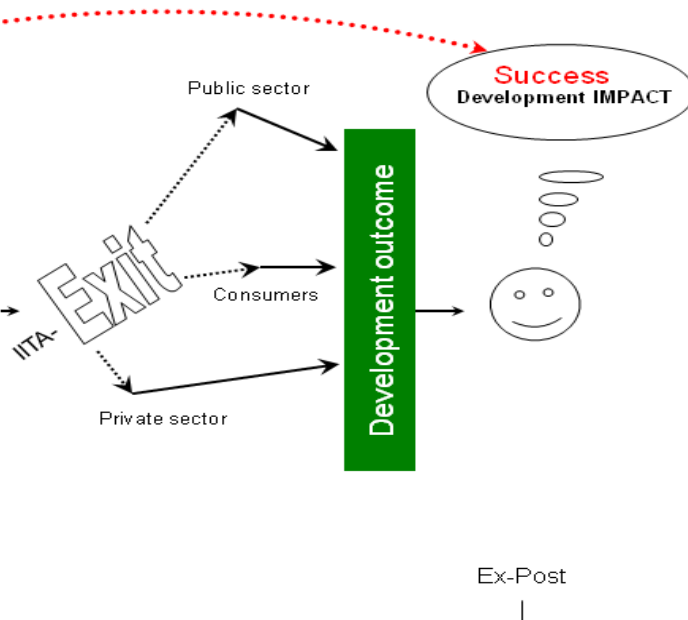 Success
Development IMPACT
Public sector
Development outcome
IITA-Exit
Consumers
Private sector
Ex-Post